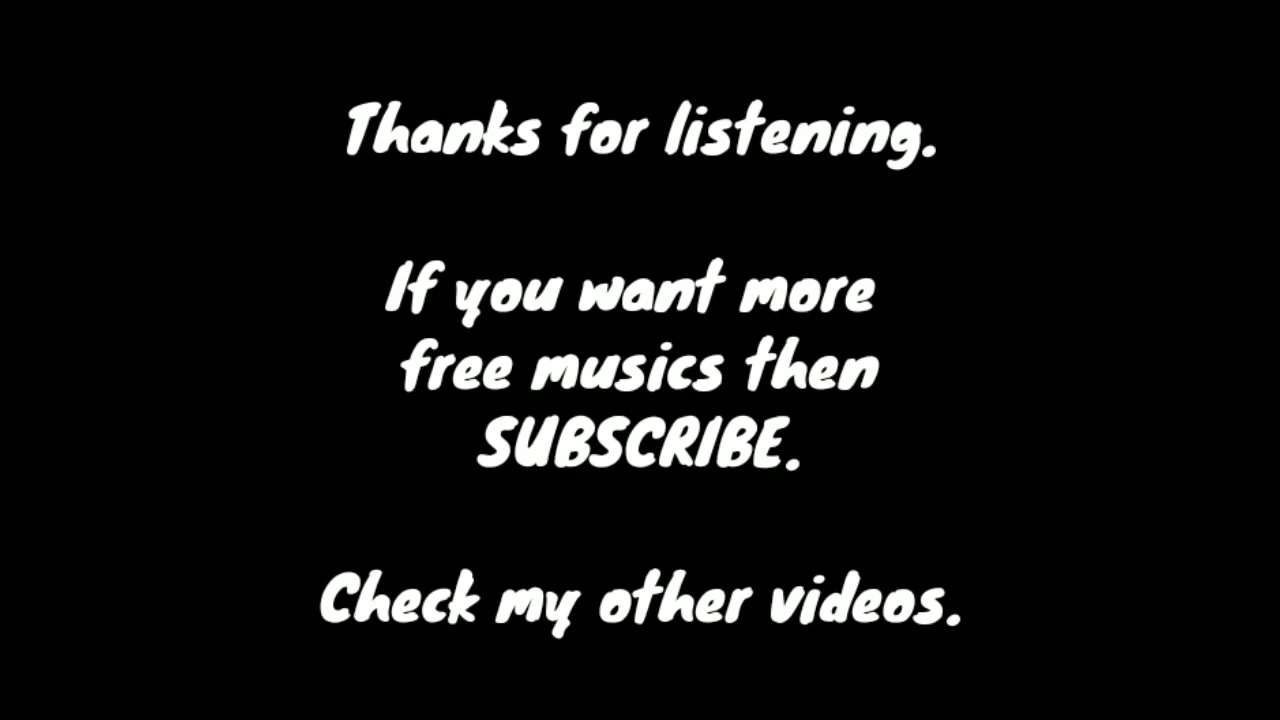 Thanks for listening.
If you want more
free musics then
SUBSCRIBE.
Check my other videos.